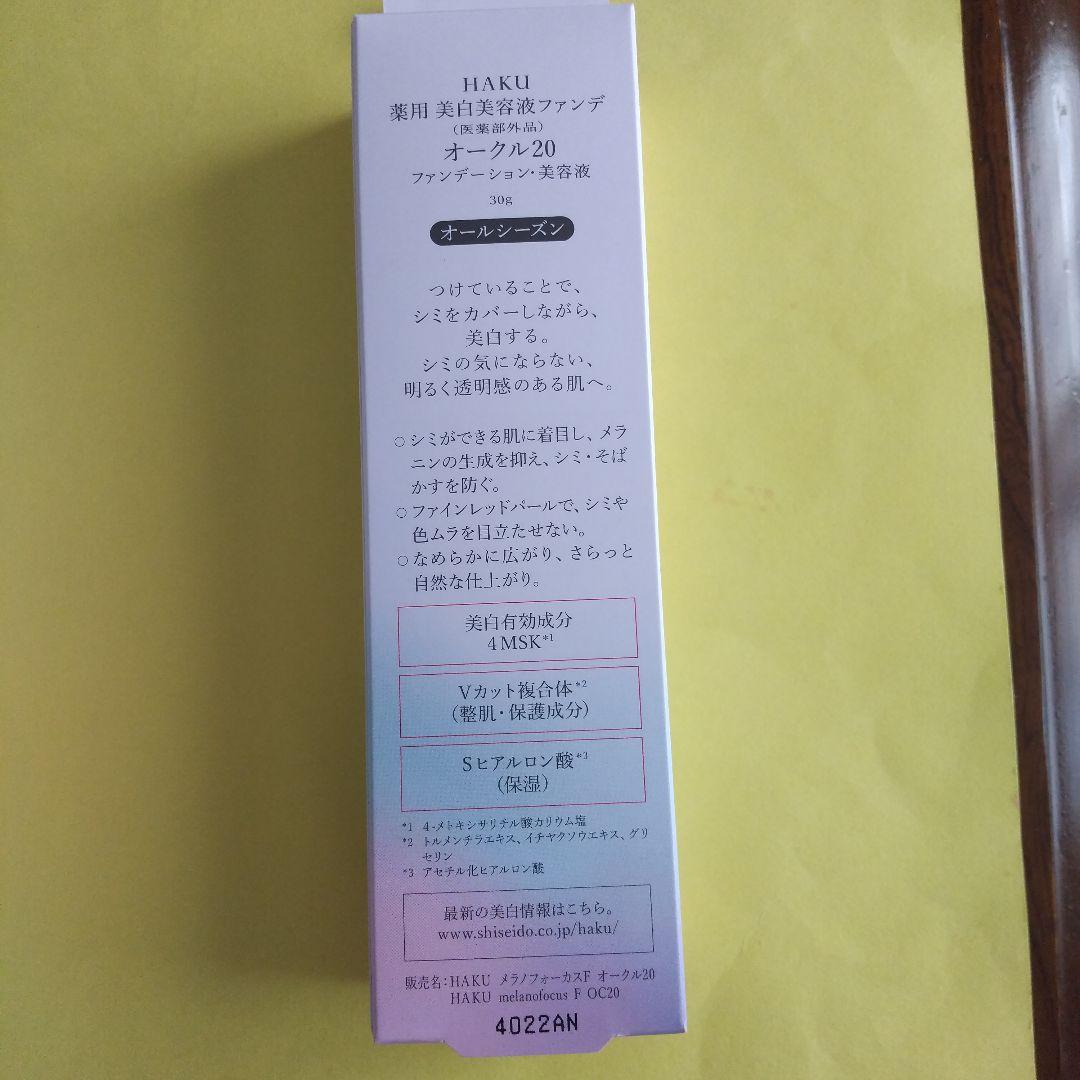 HAKU
薬用 美白美容液ファンデ
（医薬部外品）
オークル20
ファンデーション・美容液
30g
オールシーズン
つけていることで、
シミをカバーしながら、
美白する。
シミの気にならない、
明るく透明感のある肌へ。
○シミができる肌に着目し、メラ
ニンの生成を抑え、シミ・そば
かすを防ぐ。
○ファインレッドパールで、シミや
色ムラを目立たせない。
○なめらかに広がり、さらっと
自然な仕上がり。
美白有効成分
4MSK*1
Vカット複合体*2
（整肌・保護成分）
Sヒアルロン酸*3
（保湿）
*1 4-メトキシサリチル酸カリウム塩
*2 トルメンチラエキス、イチヤクソウエキス、グリ
セリン
*3 アセチル化ヒアルロン酸
最新の美白情報はこちら。
www.shiseido.co.jp/haku/
販売名：HAKU メラノフォーカスF オークル20
HAKU melanofocus F OC20
4022AN